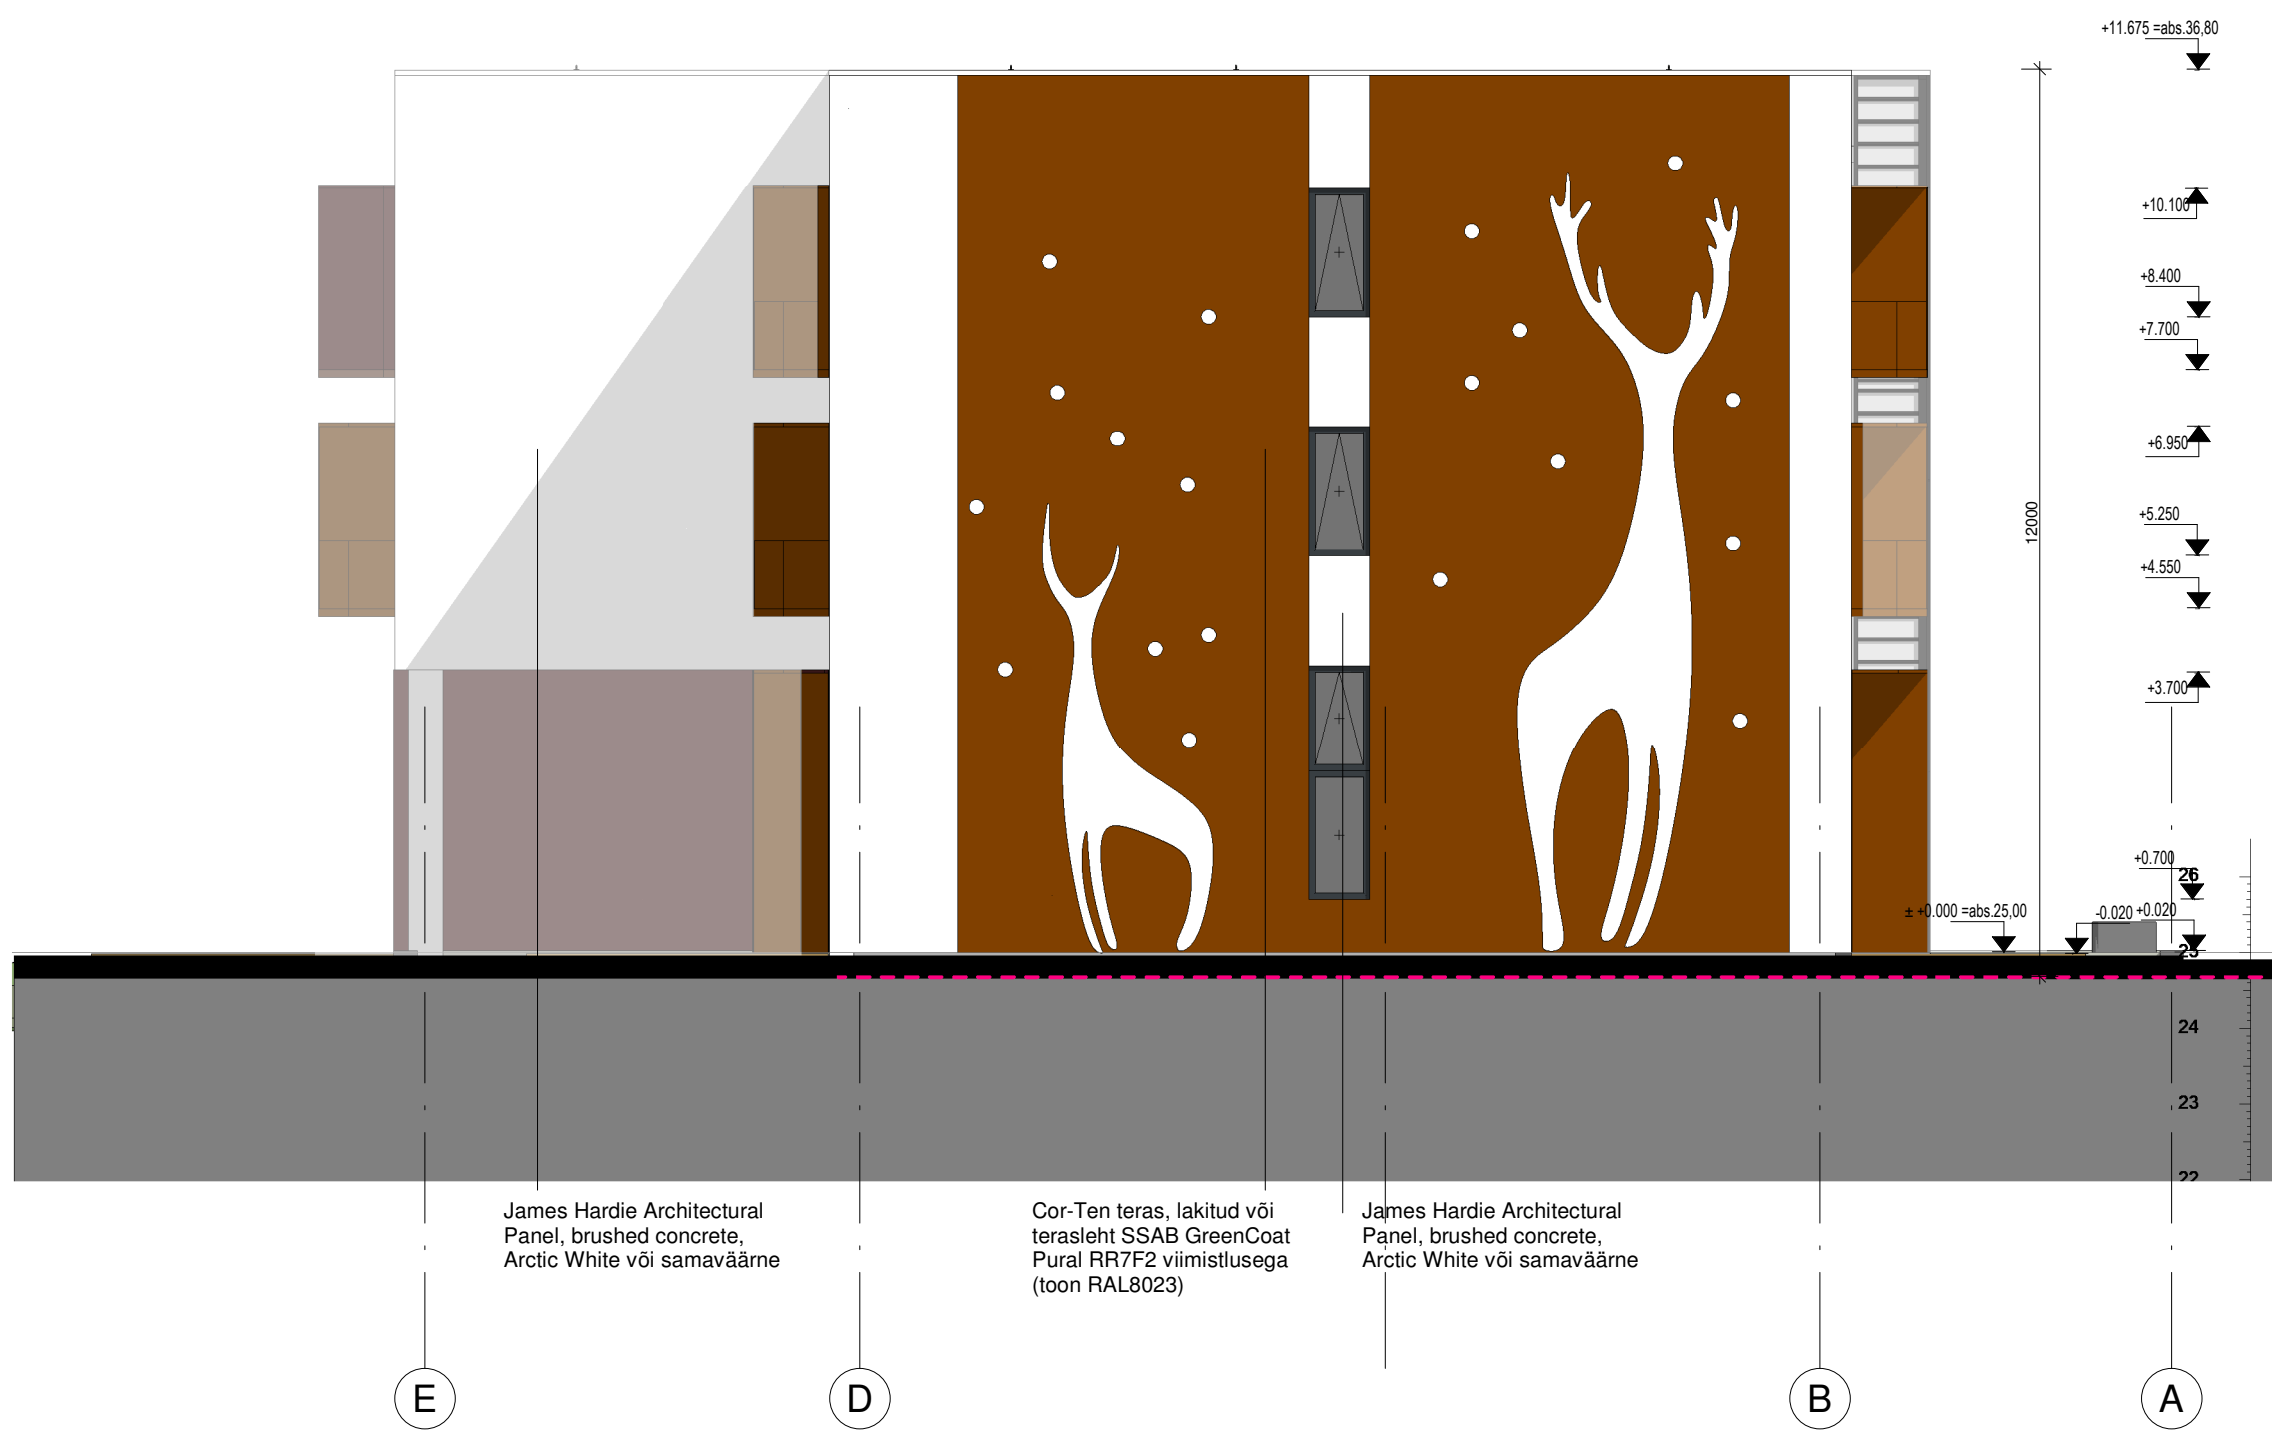 +11.675 =abs.36,80
+10.100
+8.400
+7.700
+6.950
12000
+5.250
+4.550
+3.700
+0.700
26
± +0.000 =abs.25,00
-0.020
+0.020
25
24
23
22
James Hardie Architectural
Panel, brushed concrete,
Arctic White või samaväärne
Cor-Ten teras, lakitud või
terasleht SSAB GreenCoat
Pural RR7F2 viimistlusega
(toon RAL8023)
James Hardie Architectural
Panel, brushed concrete,
Arctic White või samaväärne
E
D
B
A